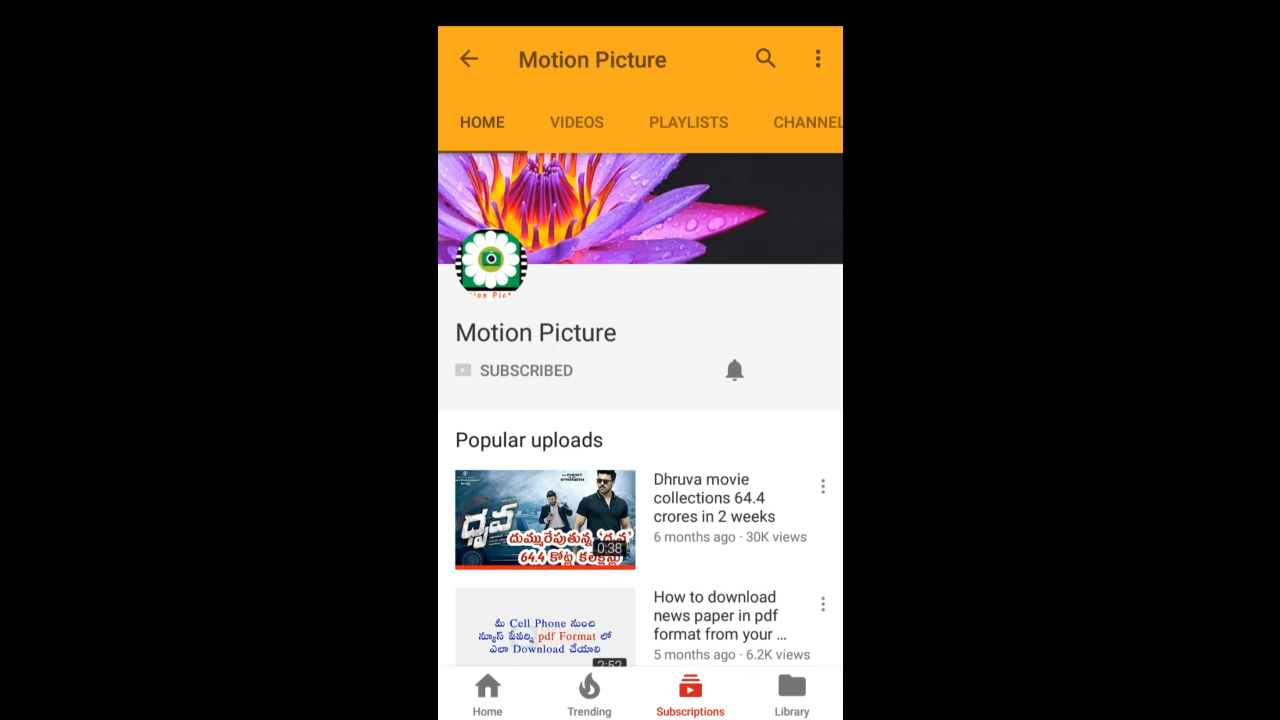 Motion Picture
HOME VIDEOS PLAYLISTS CHANNEL
Motion Picture
SUBSCRIBED
Popular uploads
ధృవ
దుమ్మురేపుతున్న 'ధృవ'
64.4 కోట్ల కలెక్షన్లు
0:38
Dhruva movie
collections 64.4
crores in 2 weeks
6 months ago · 30K views
మీ Cell Phone నుంచి
న్యూస్ పేపర్ని pdf Format లో
ఎలా Download చేయాలి
2:52
How to download
news paper in pdf
format from your ...
5 months ago · 6.2K views
Home Trending Subscriptions Library